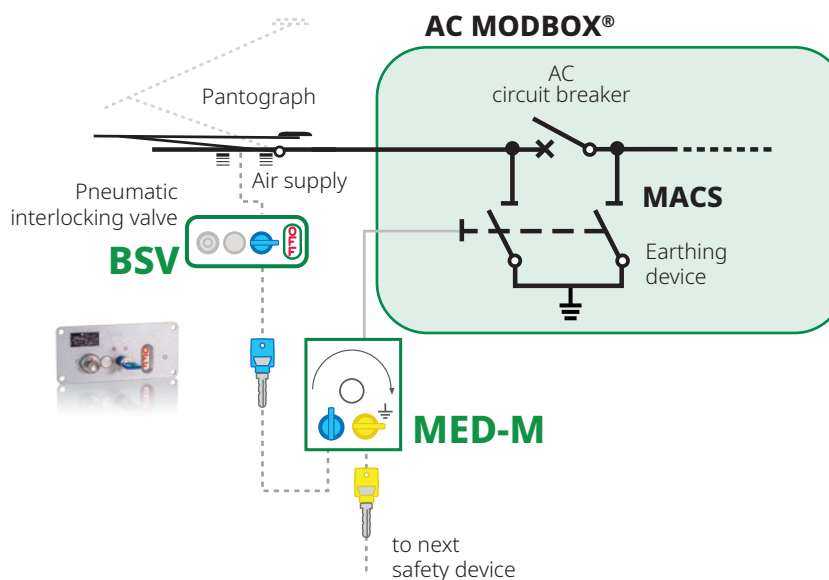 AC MODBOX®
Pantograph
AC
circuit breaker
Air supply
Pneumatic
interlocking valve
BSV
OFF
MACS
Earthing
device
MED-M
to next
safety device